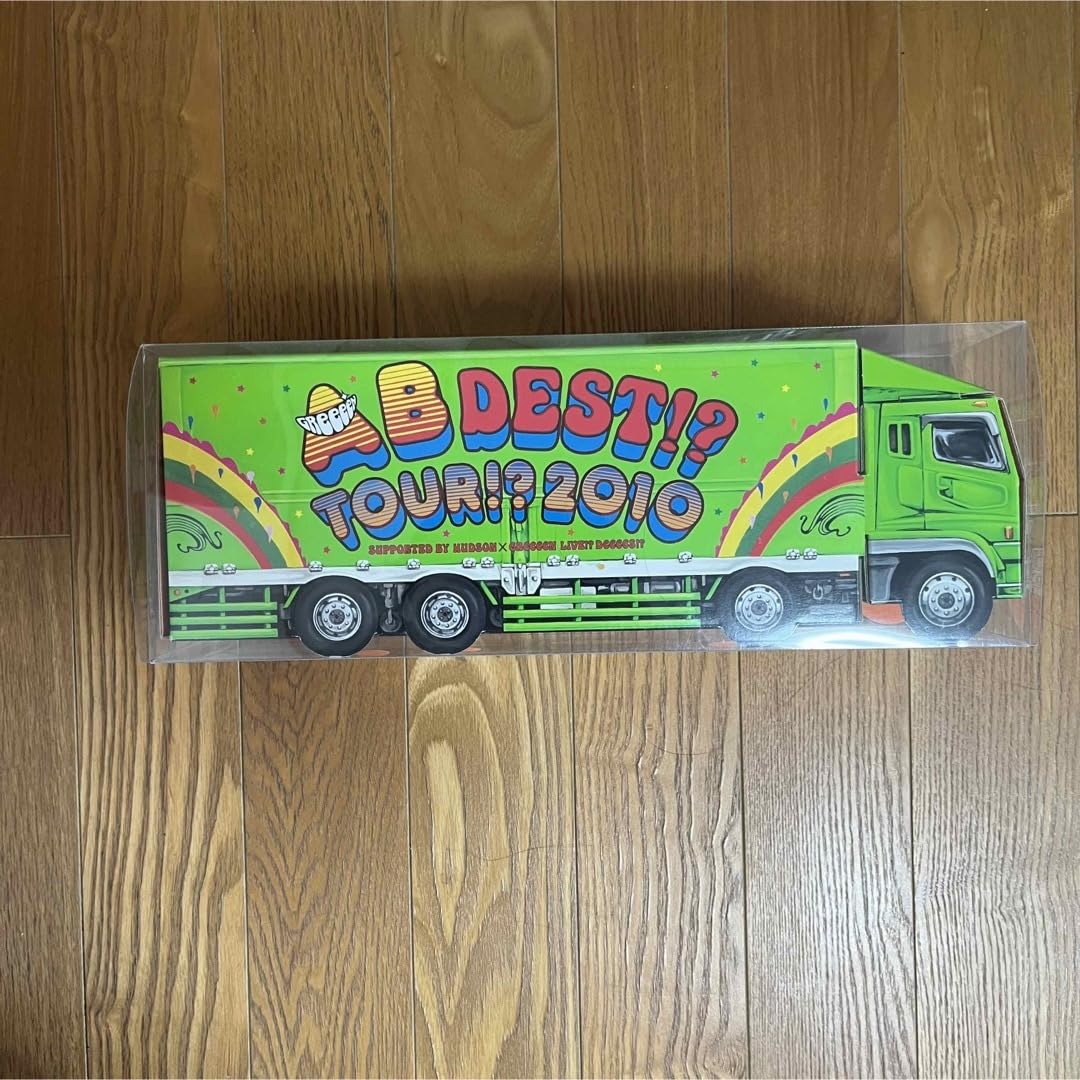 GReeeeN
A B DEST!?
TOUR!? 2010
SUPPORTED BY HUDSON × GReeeeN LIVE!? DeeeeS!?